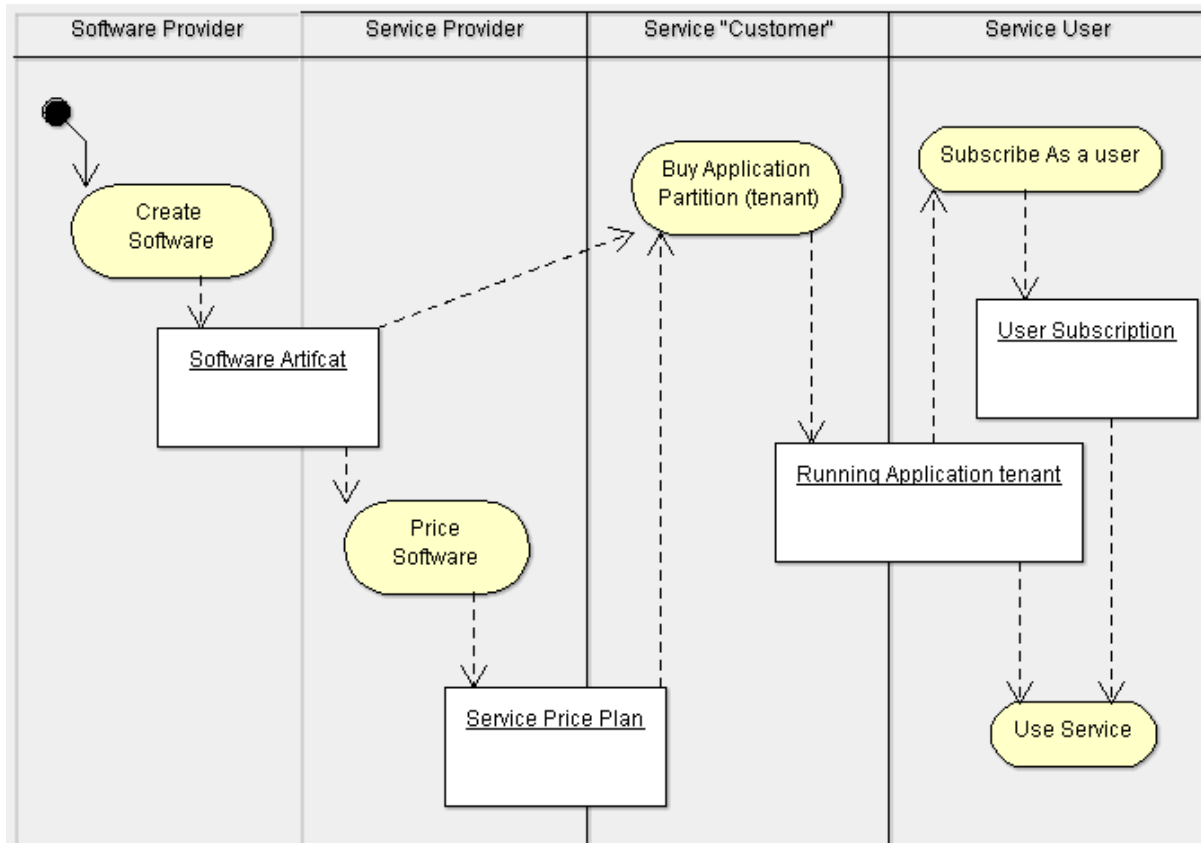 Software Provider
Service Provider
Service "Customer"
Service User
Create
Software
Buy Application
Partition (tenant)
Subscribe As a user
Software Artifcat
User Subscription
Running Application tenant
Price
Software
Service Price Plan
Use Service